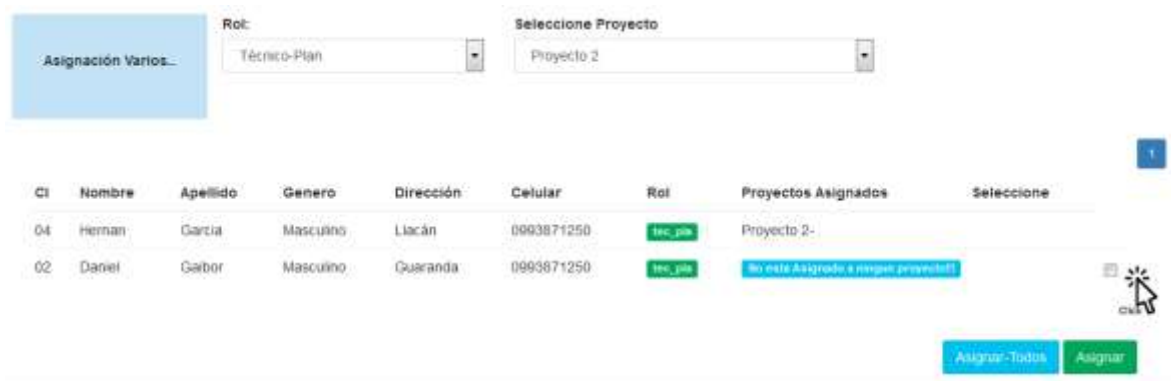 Rol:
Seleccione Proyecto
Asignación Varios...
Técnico-Plan
Proyecto 2
1
CI Nombre Apellido Genero Dirección Celular Rol Proyectos Asignados Seleccione
04 Hernan Garcia Masculino Llacán 0993871250 tec_pla Proyecto 2-
02 Daniel Gaibor Masculino Guaranda 0993871250 tec_pla No esta Asignado a ningun proyecto!!!
Click
Asignar-Todos Asignar